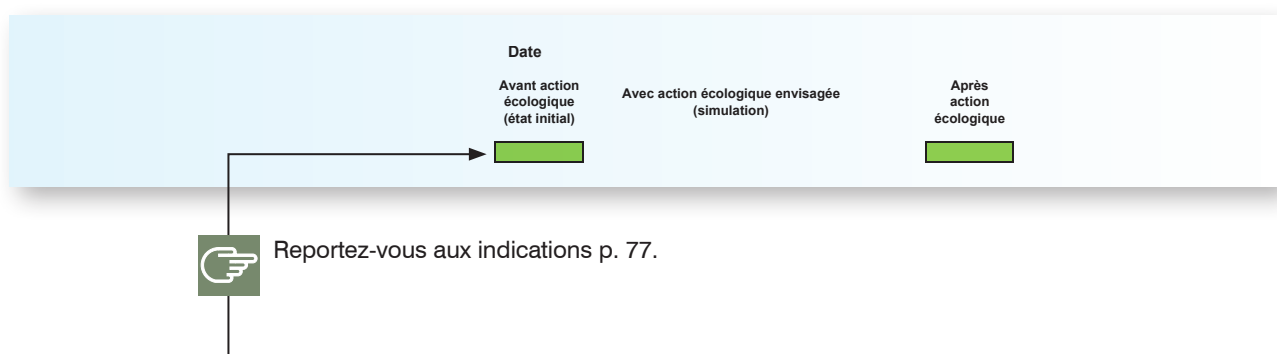 Date
Avant action
écologique
(état initial)
Avec action écologique envisagée
(simulation)
Après
action
écologique
Reportez-vous aux indications p. 77.